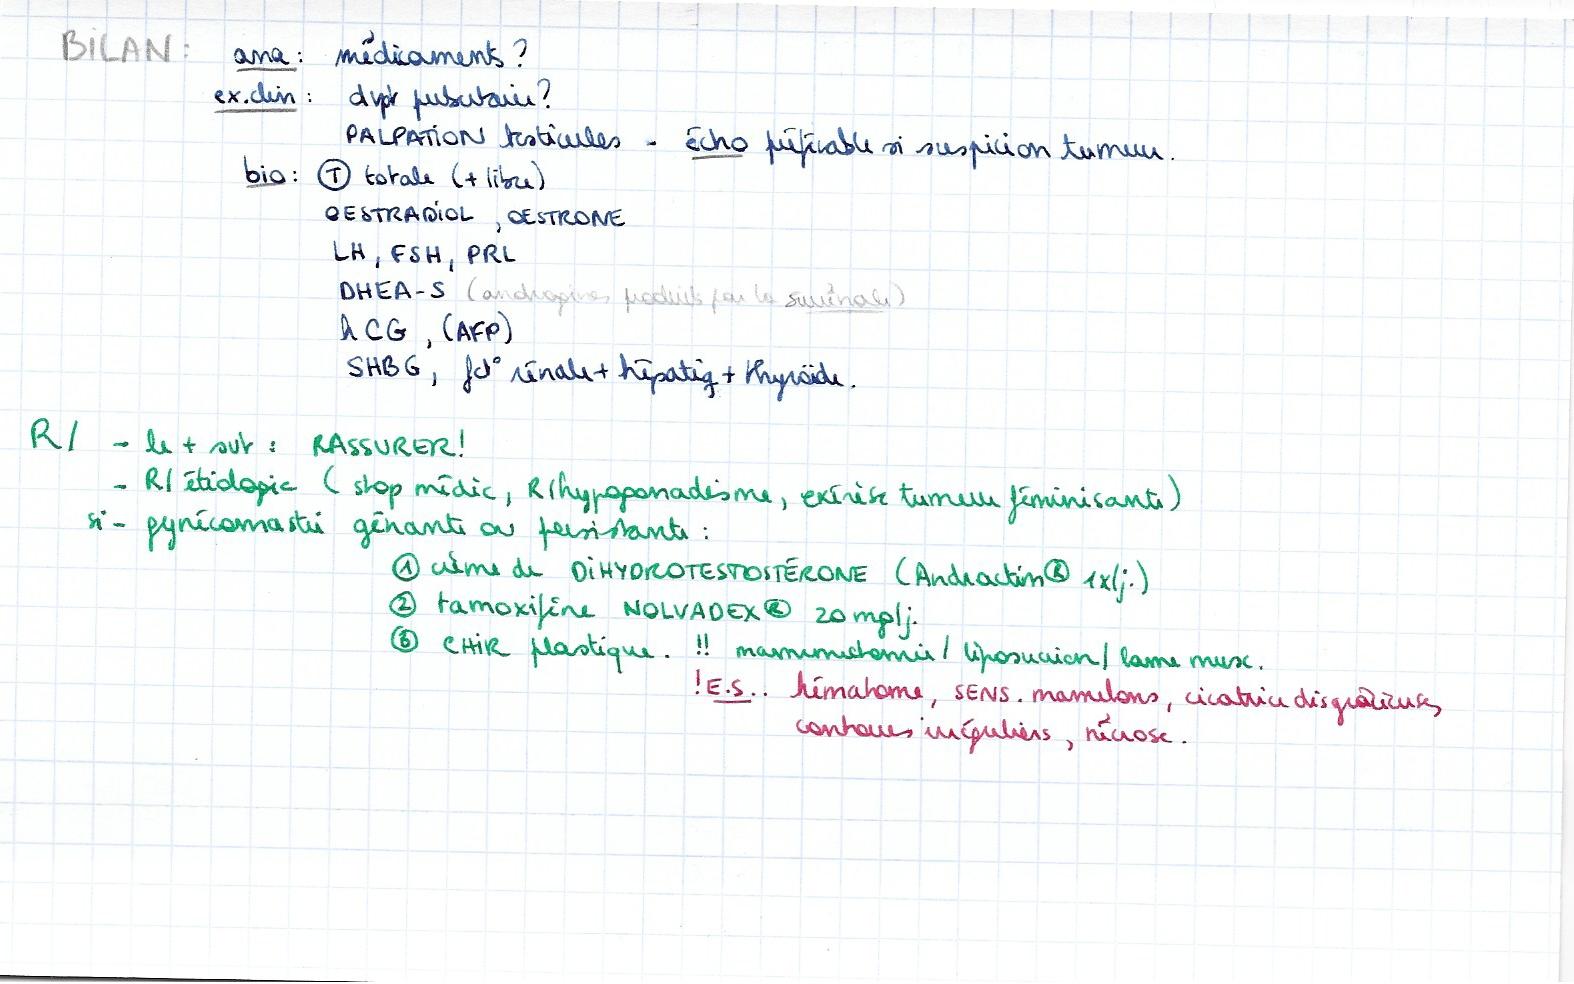 BILAN: ana: médicaments?
ex.clin: dvpt pubertaire?
PALPATION testicules - écho préférable si suspicion tumeur.
bio: Ⓣ totale (+ libre)
OESTRADIOL, OESTRONE
LH, FSH, PRL
DHEA-S (androgènes produits par la surrénale)
hCG, (AFP)
SHBG, fct° rénale + hépatiq + thyroïde.
R/ - le + svt: RASSURER!
- R/ étiologie (stop médic, R/hypogonadisme, exérèse tumeur féminisante)
si - gynécomastie gênante ou persistante:
① crème de DIHYDROTESTOSTÉRONE (Andractim® 1x/j.)
② tamoxifène NOLVADEX® 20 mg/j.
③ CHIR plastique. !! mammectomie / liposuccion / lame musc.
! E.S.. hématome, SENS. mamelons, cicatrice disgracieuse,
contours irréguliers, nécrose.